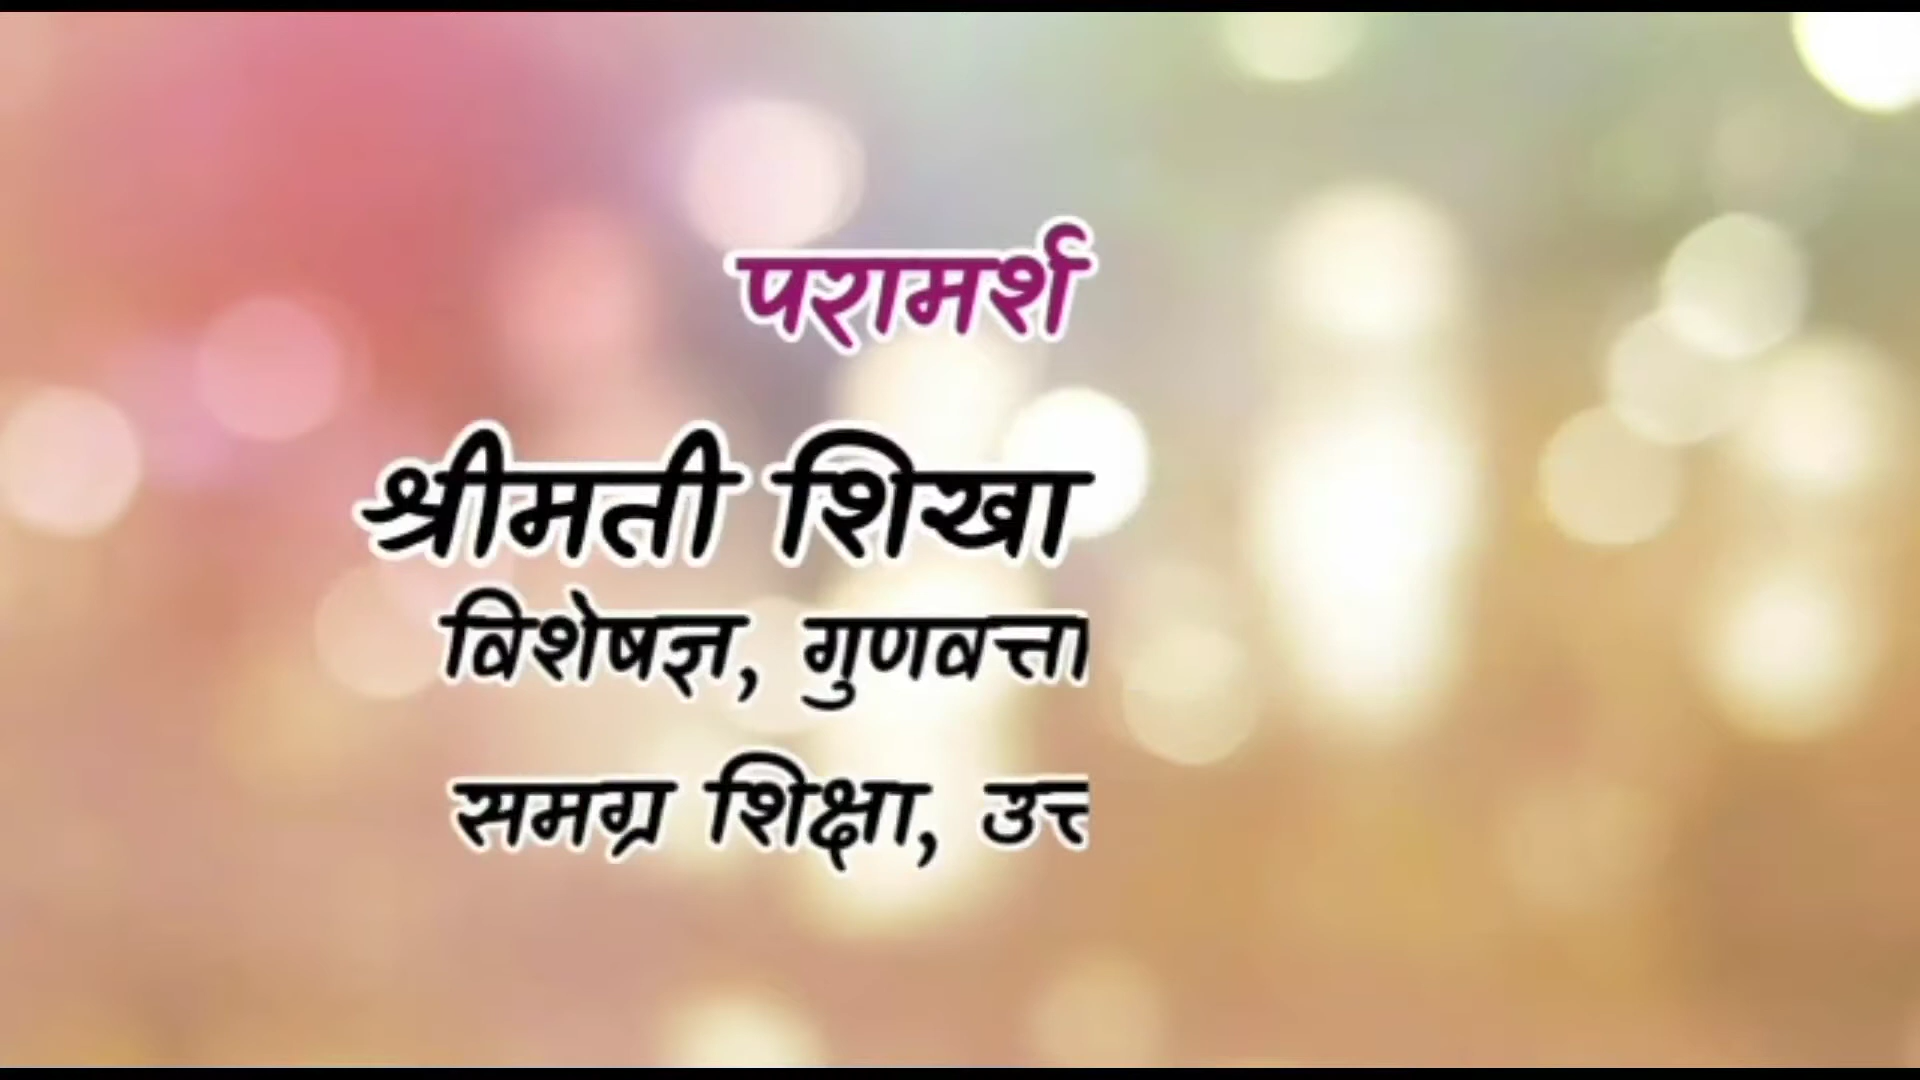 परामर्श
श्रीमती शिखा
विशेषज्ञ, गुणवत्ता
समग्र शिक्षा,